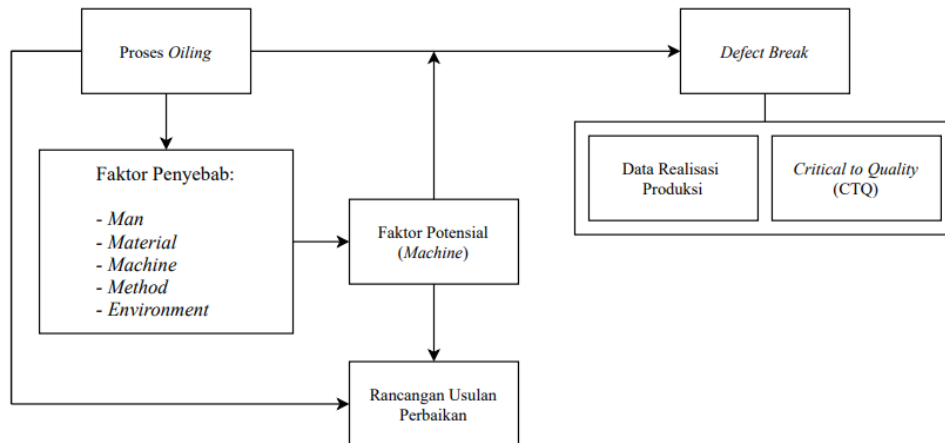 Proses Oiling
Defect Break
Faktor Penyebab:
- Man
- Material
- Machine
- Method
- Environment
Faktor Potensial
(Machine)
Data Realisasi
Produksi
Critical to Quality
(CTQ)
Rancangan Usulan
Perbaikan